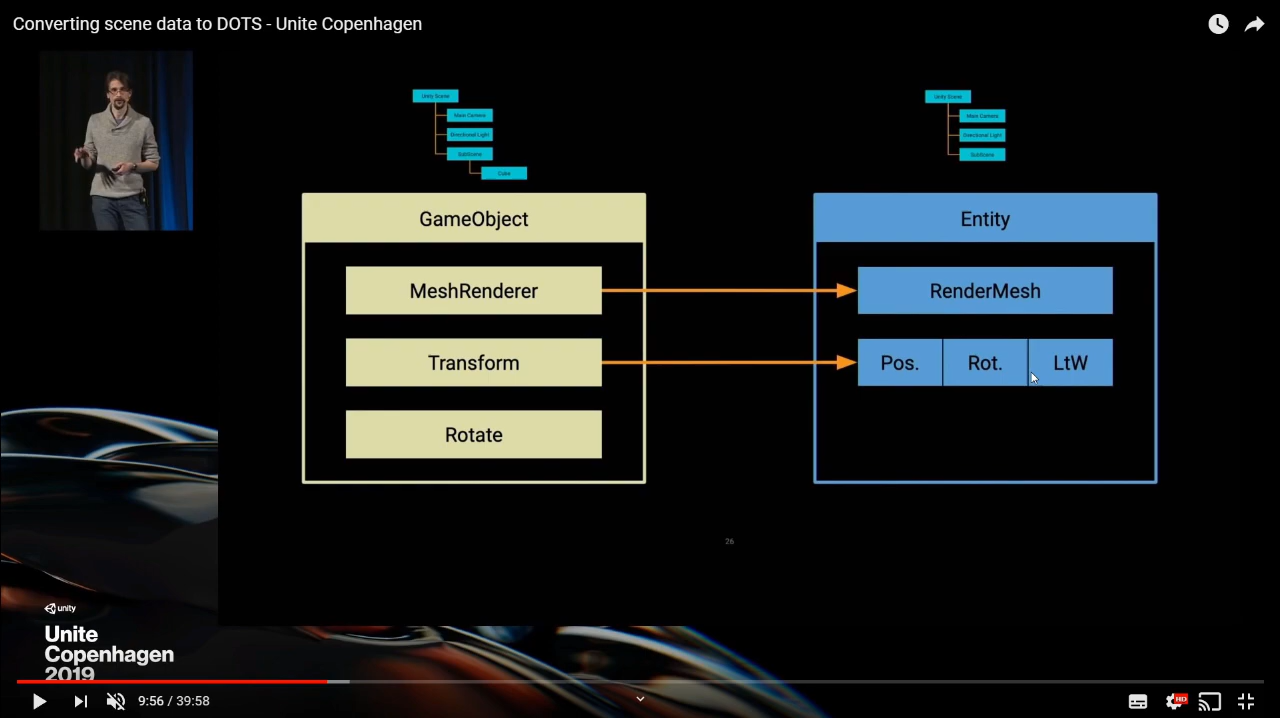 Converting scene data to DOTS - Unite Copenhagen
Unity Scene
Main Camera
Directional Light
SubScene
Cube
Unity Scene
Main Camera
Directional Light
SubScene
GameObject
MeshRenderer
Transform
Rotate
Entity
RenderMesh
Pos.
Rot.
LtW
26
unity
Unite
Copenhagen
2019
9:56 / 39:58
HD